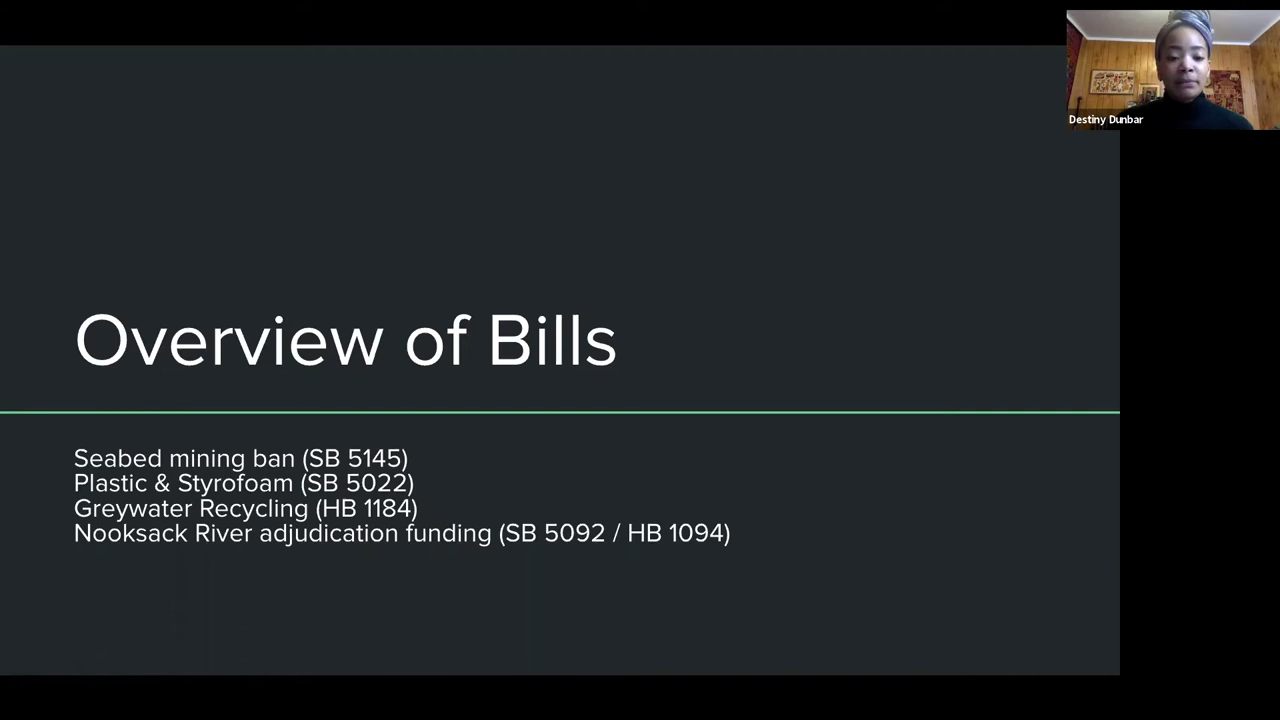 Destiny Dunbar
Overview of Bills
Seabed mining ban (SB 5145)
Plastic & Styrofoam (SB 5022)
Greywater Recycling (HB 1184)
Nooksack River adjudication funding (SB 5092 / HB 1094)